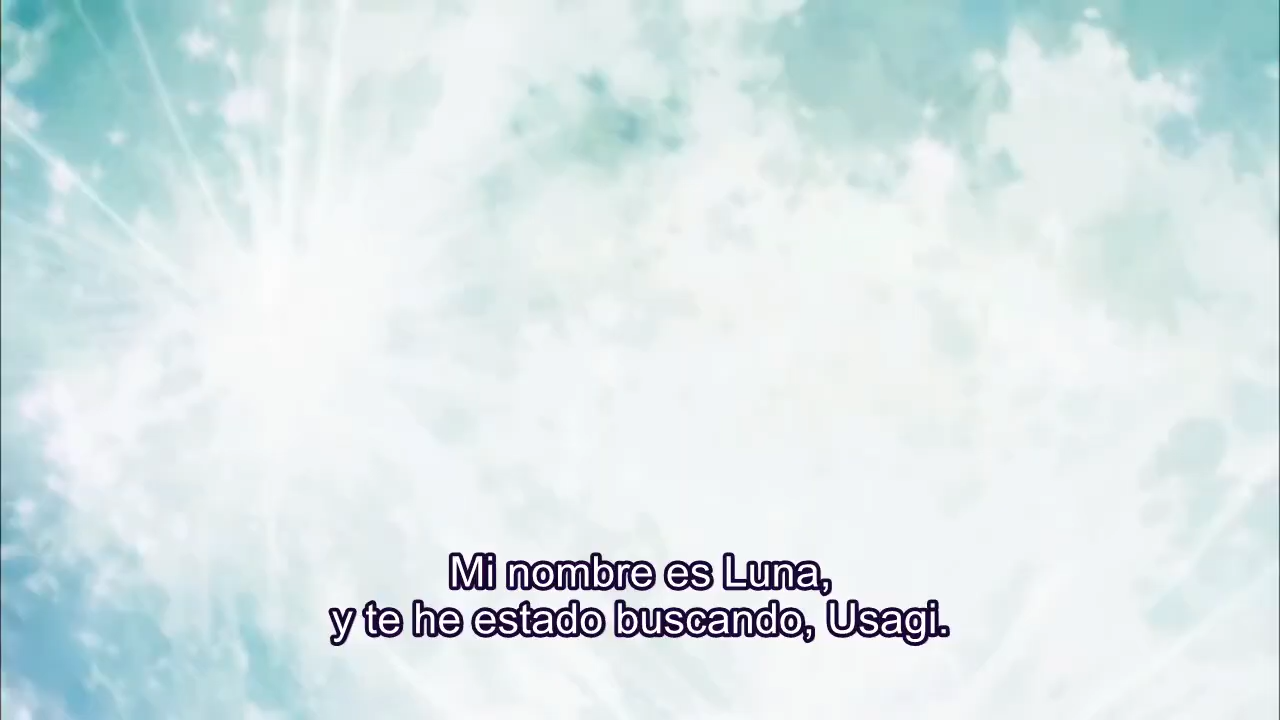 Mi nombre es Luna,
y te he estado buscando, Usagi.